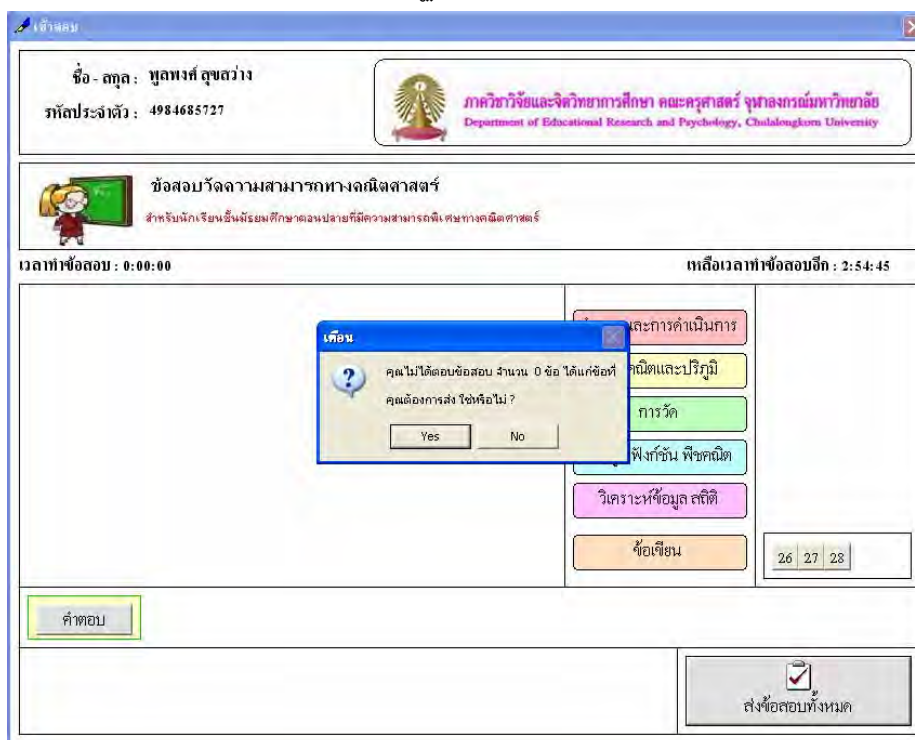 เข้าสอบ
ชื่อ - สกุล : พูลพงศ์ สุขสว่าง
รหัสประจำตัว : 4984685727
ภาควิชาวิจัยและจิตวิทยาการศึกษา คณะครุศาสตร์ จุฬาลงกรณ์มหาวิทยาลัย
Department of Educational Research and Psychology, Chulalongkorn University
ข้อสอบวัดความสามารถทางคณิตศาสตร์
สำหรับนักเรียนชั้นมัธยมศึกษาตอนปลายที่มีความสามารถพิเศษทางคณิตศาสตร์
เวลาทำข้อสอบ : 0:00:00
เหลือเวลาทำข้อสอบอีก : 2:54:45
และการดำเนินการ
เตือน
คุณไม่ได้ตอบข้อสอบ จำนวน 0 ข้อ ได้แก่ข้อที่
คุณต้องการส่ง ใช่หรือไม่ ?
Yes
No
คณิตและปริภูมิ
การวัด
ฟังก์ชัน พีชคณิต
วิเคราะห์ข้อมูล สถิติ
ข้อเขียน
26 27 28
คำตอบ
ส่งข้อสอบทั้งหมด